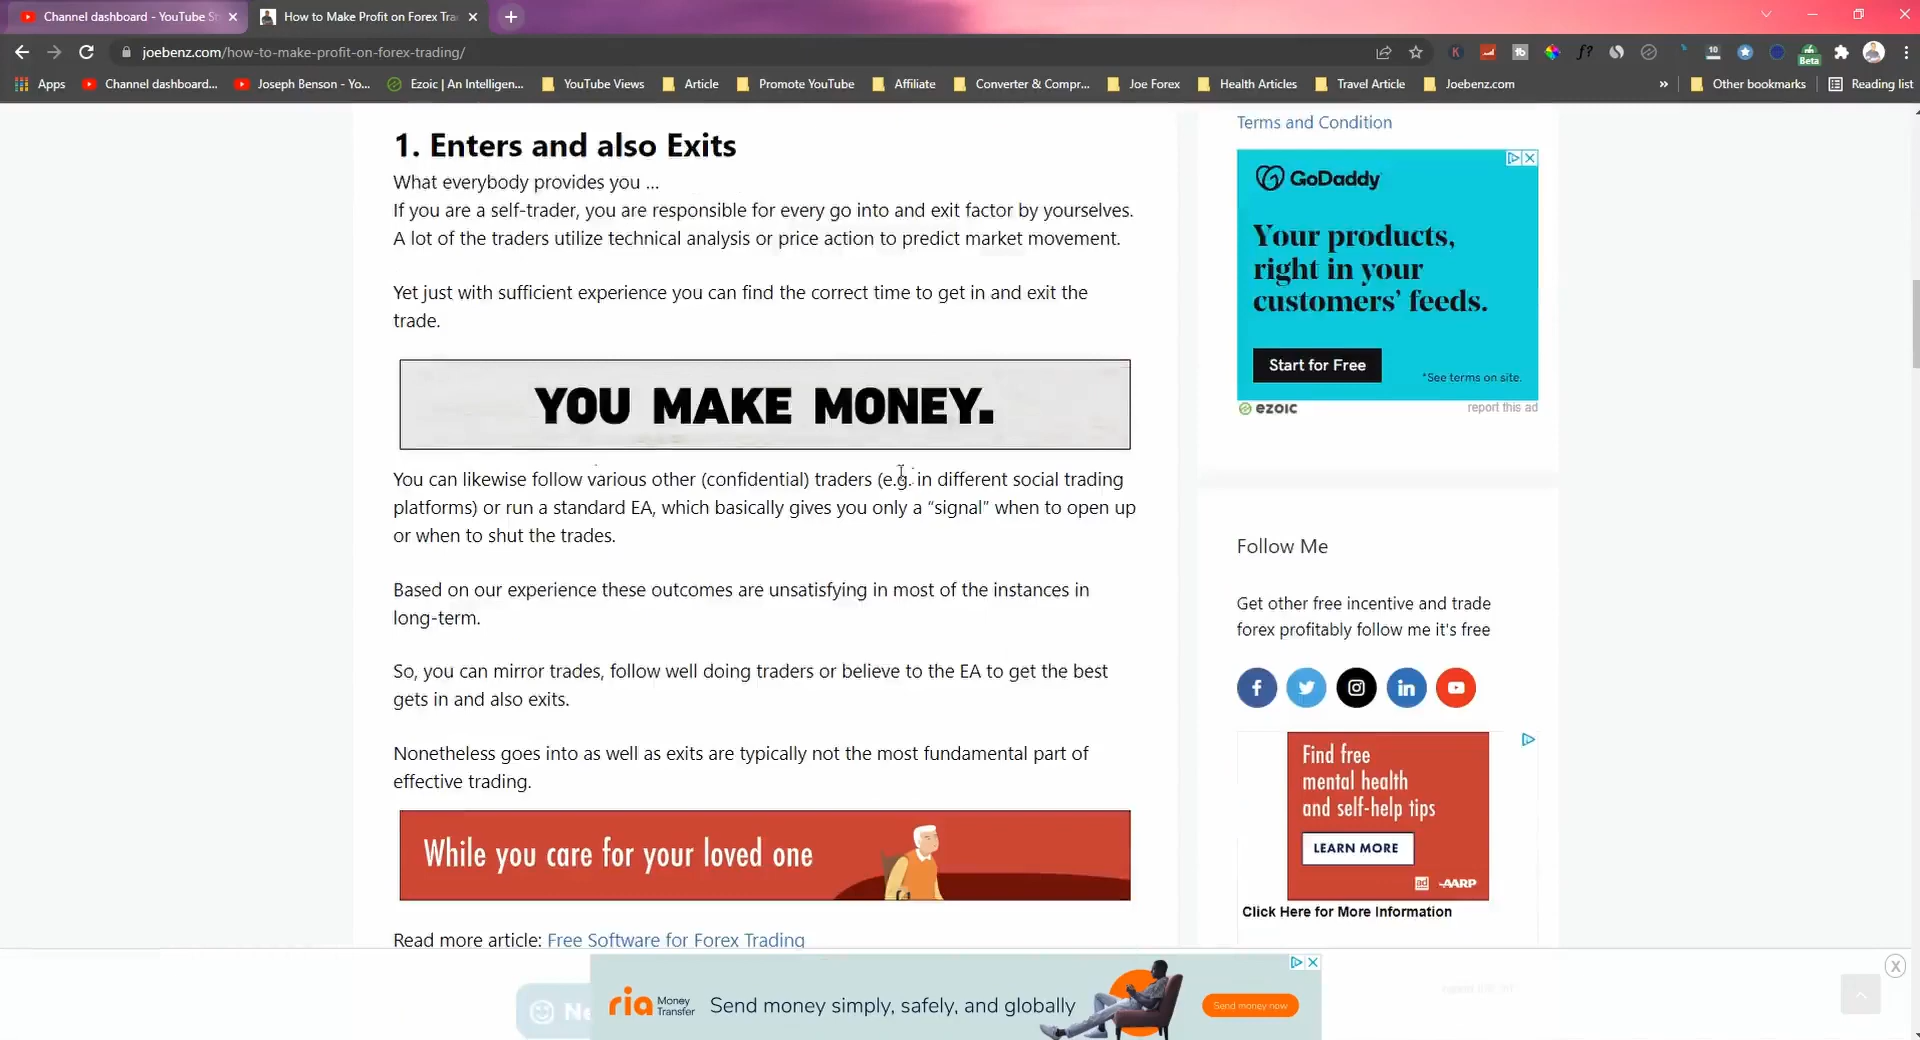 Channel dashboard - YouTube St
How to Make Profit on Forex Tra
joebenz.com/how-to-make-profit-on-forex-trading/
f?
10
Beta
Apps
Channel dashboard...
Joseph Benson - Yo...
Ezoic | An Intelligen...
YouTube Views
Article
Promote YouTube
Affiliate
Converter & Compr...
Joe Forex
Health Articles
Travel Article
Joebenz.com
»
Other bookmarks
Reading list
1. Enters and also Exits
What everybody provides you ...
If you are a self-trader, you are responsible for every go into and exit factor by yourselves.
A lot of the traders utilize technical analysis or price action to predict market movement.
Yet just with sufficient experience you can find the correct time to get in and exit the
trade.
YOU MAKE MONEY.
You can likewise follow various other (confidential) traders (e.g. in different social trading
platforms) or run a standard EA, which basically gives you only a “signal” when to open up
or when to shut the trades.
Based on our experience these outcomes are unsatisfying in most of the instances in
long-term.
So, you can mirror trades, follow well doing traders or believe to the EA to get the best
gets in and also exits.
Nonetheless goes into as well as exits are typically not the most fundamental part of
effective trading.
While you care for your loved one
Read more article: Free Software for Forex Trading
Terms and Condition
GoDaddy
Your products,
right in your
customers’ feeds.
Start for Free
*See terms on site.
ezoic
report this ad
Follow Me
Get other free incentive and trade
forex profitably follow me it's free
Find free
mental health
and self-help tips
LEARN MORE
ad
AARP
Click Here for More Information
Ne
ria Money
Transfer
Send money simply, safely, and globally
Send money now